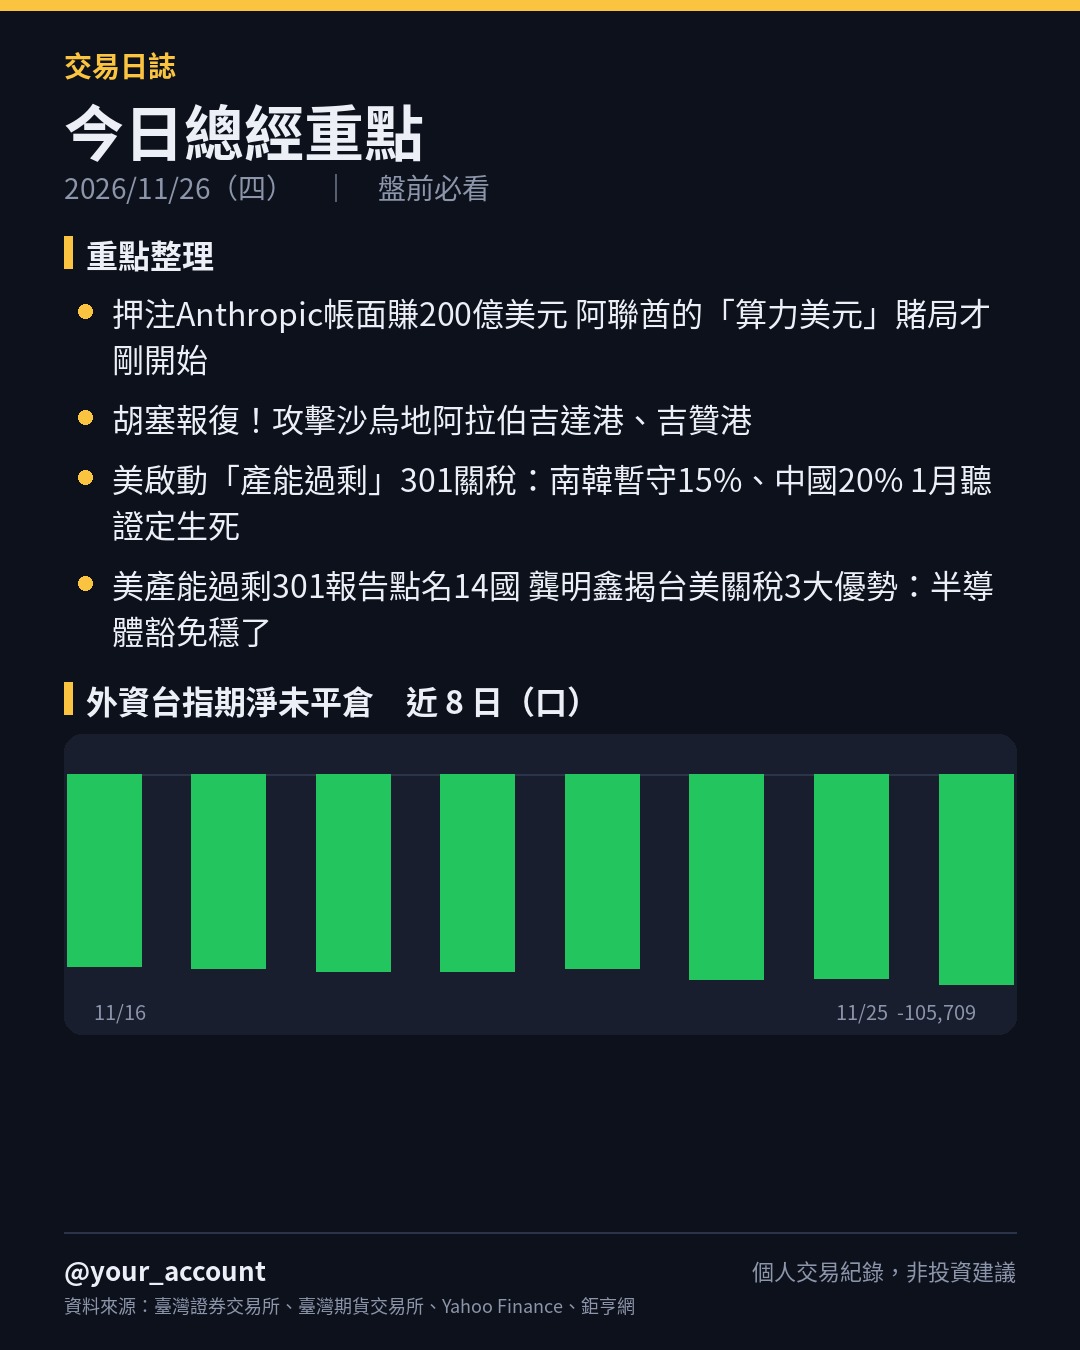 交易日誌
今日總經重點
2026/11/26（四）　｜　盤前必看
重點整理
押注Anthropic帳面賺200億美元 阿聯酋的「算力美元」賭局才
剛開始
胡塞報復！攻擊沙烏地阿拉伯吉達港、吉贊港
美啟動「產能過剩」301關稅：南韓暫守15%、中國20% 1月聽
證定生死
美產能過剩301報告點名14國 龔明鑫揭台美關稅3大優勢：半導
體豁免穩了
外資台指期淨未平倉　近 8 日（口）
11/16
11/25 -105,709
@your_account
個人交易紀錄，非投資建議
資料來源：臺灣證券交易所、臺灣期貨交易所、Yahoo Finance、鉅亨網